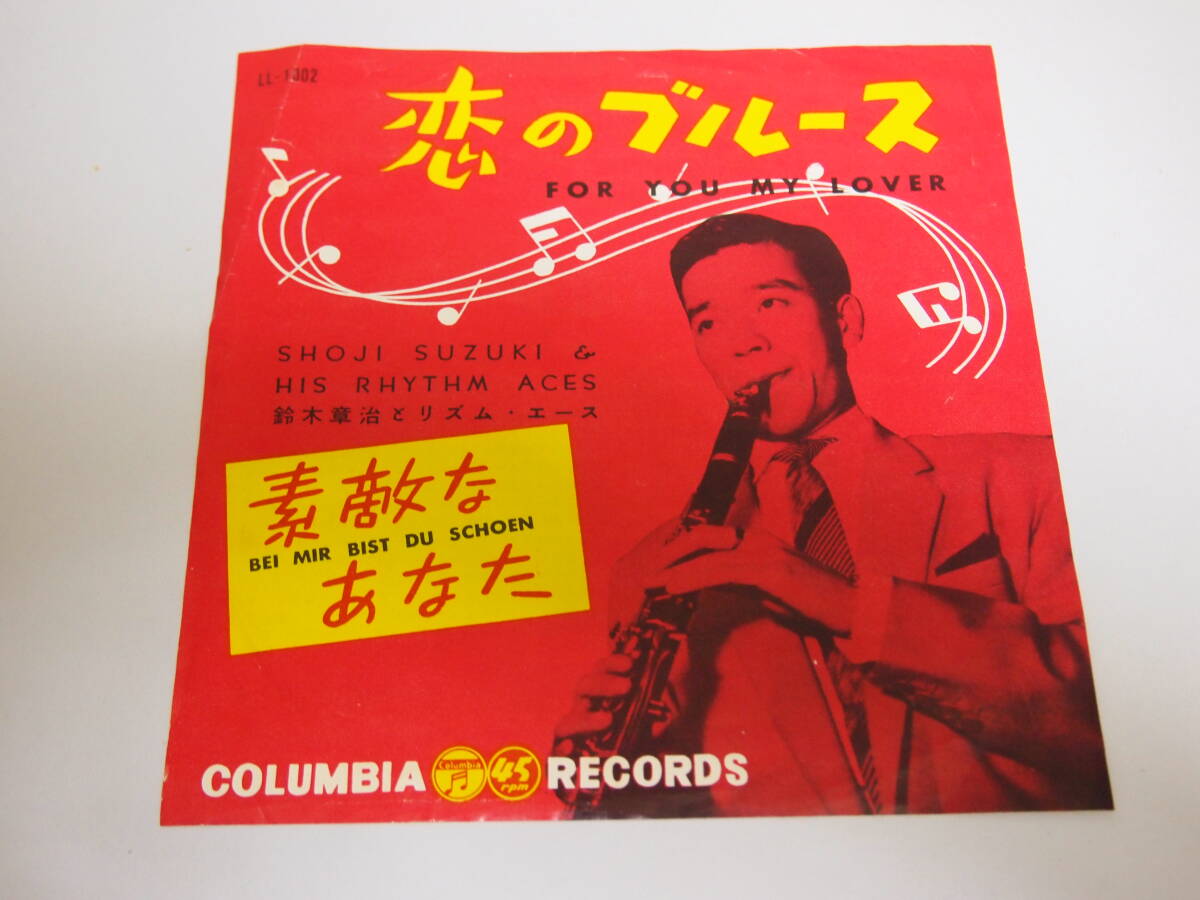 LL-1002
恋のブルース
FOR YOU MY LOVER
SHOJI SUZUKI &
HIS RHYTHM ACES
鈴木章治とリズム・エース
素敵な
BEI MIR BIST DU SCHOEN
あなた
COLUMBIA Columbia 45 rpm RECORDS